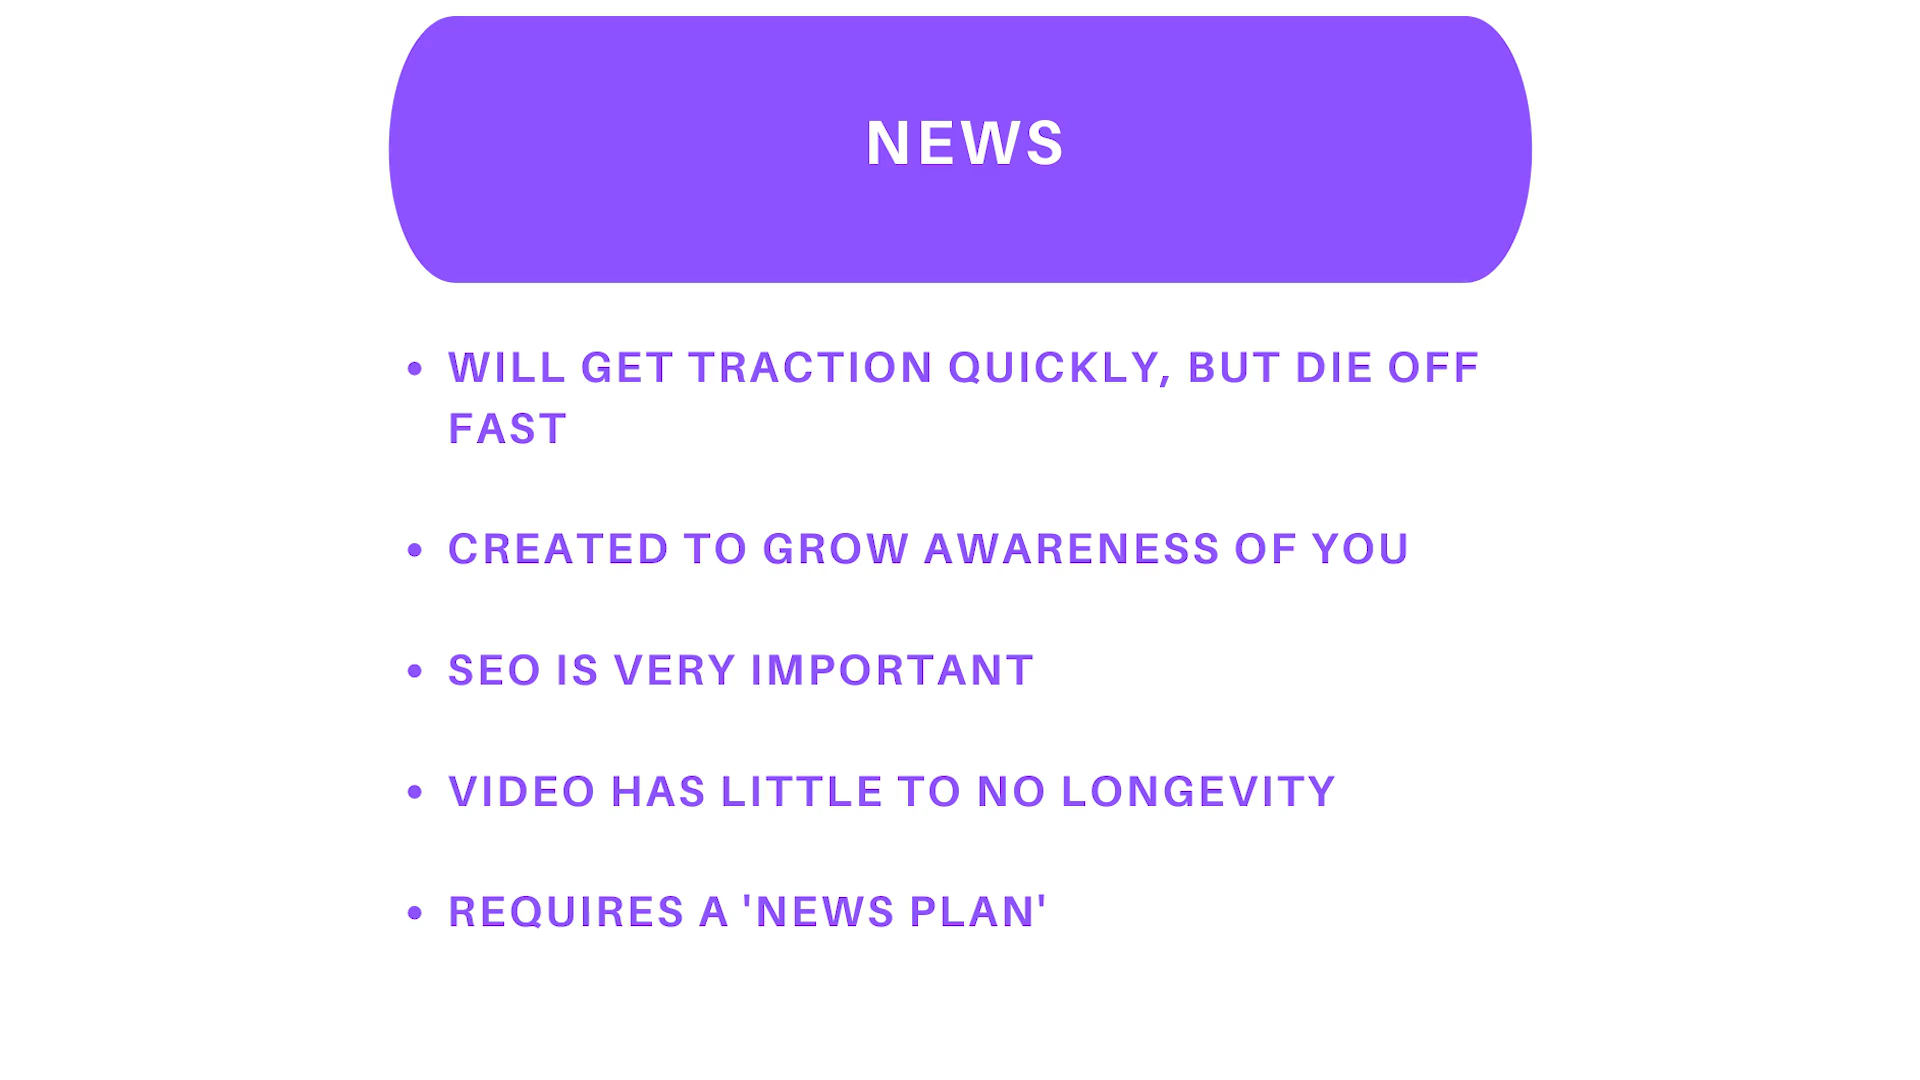 NEWS
• WILL GET TRACTION QUICKLY, BUT DIE OFF
FAST
• CREATED TO GROW AWARENESS OF YOU
• SEO IS VERY IMPORTANT
• VIDEO HAS LITTLE TO NO LONGEVITY
• REQUIRES A 'NEWS PLAN'